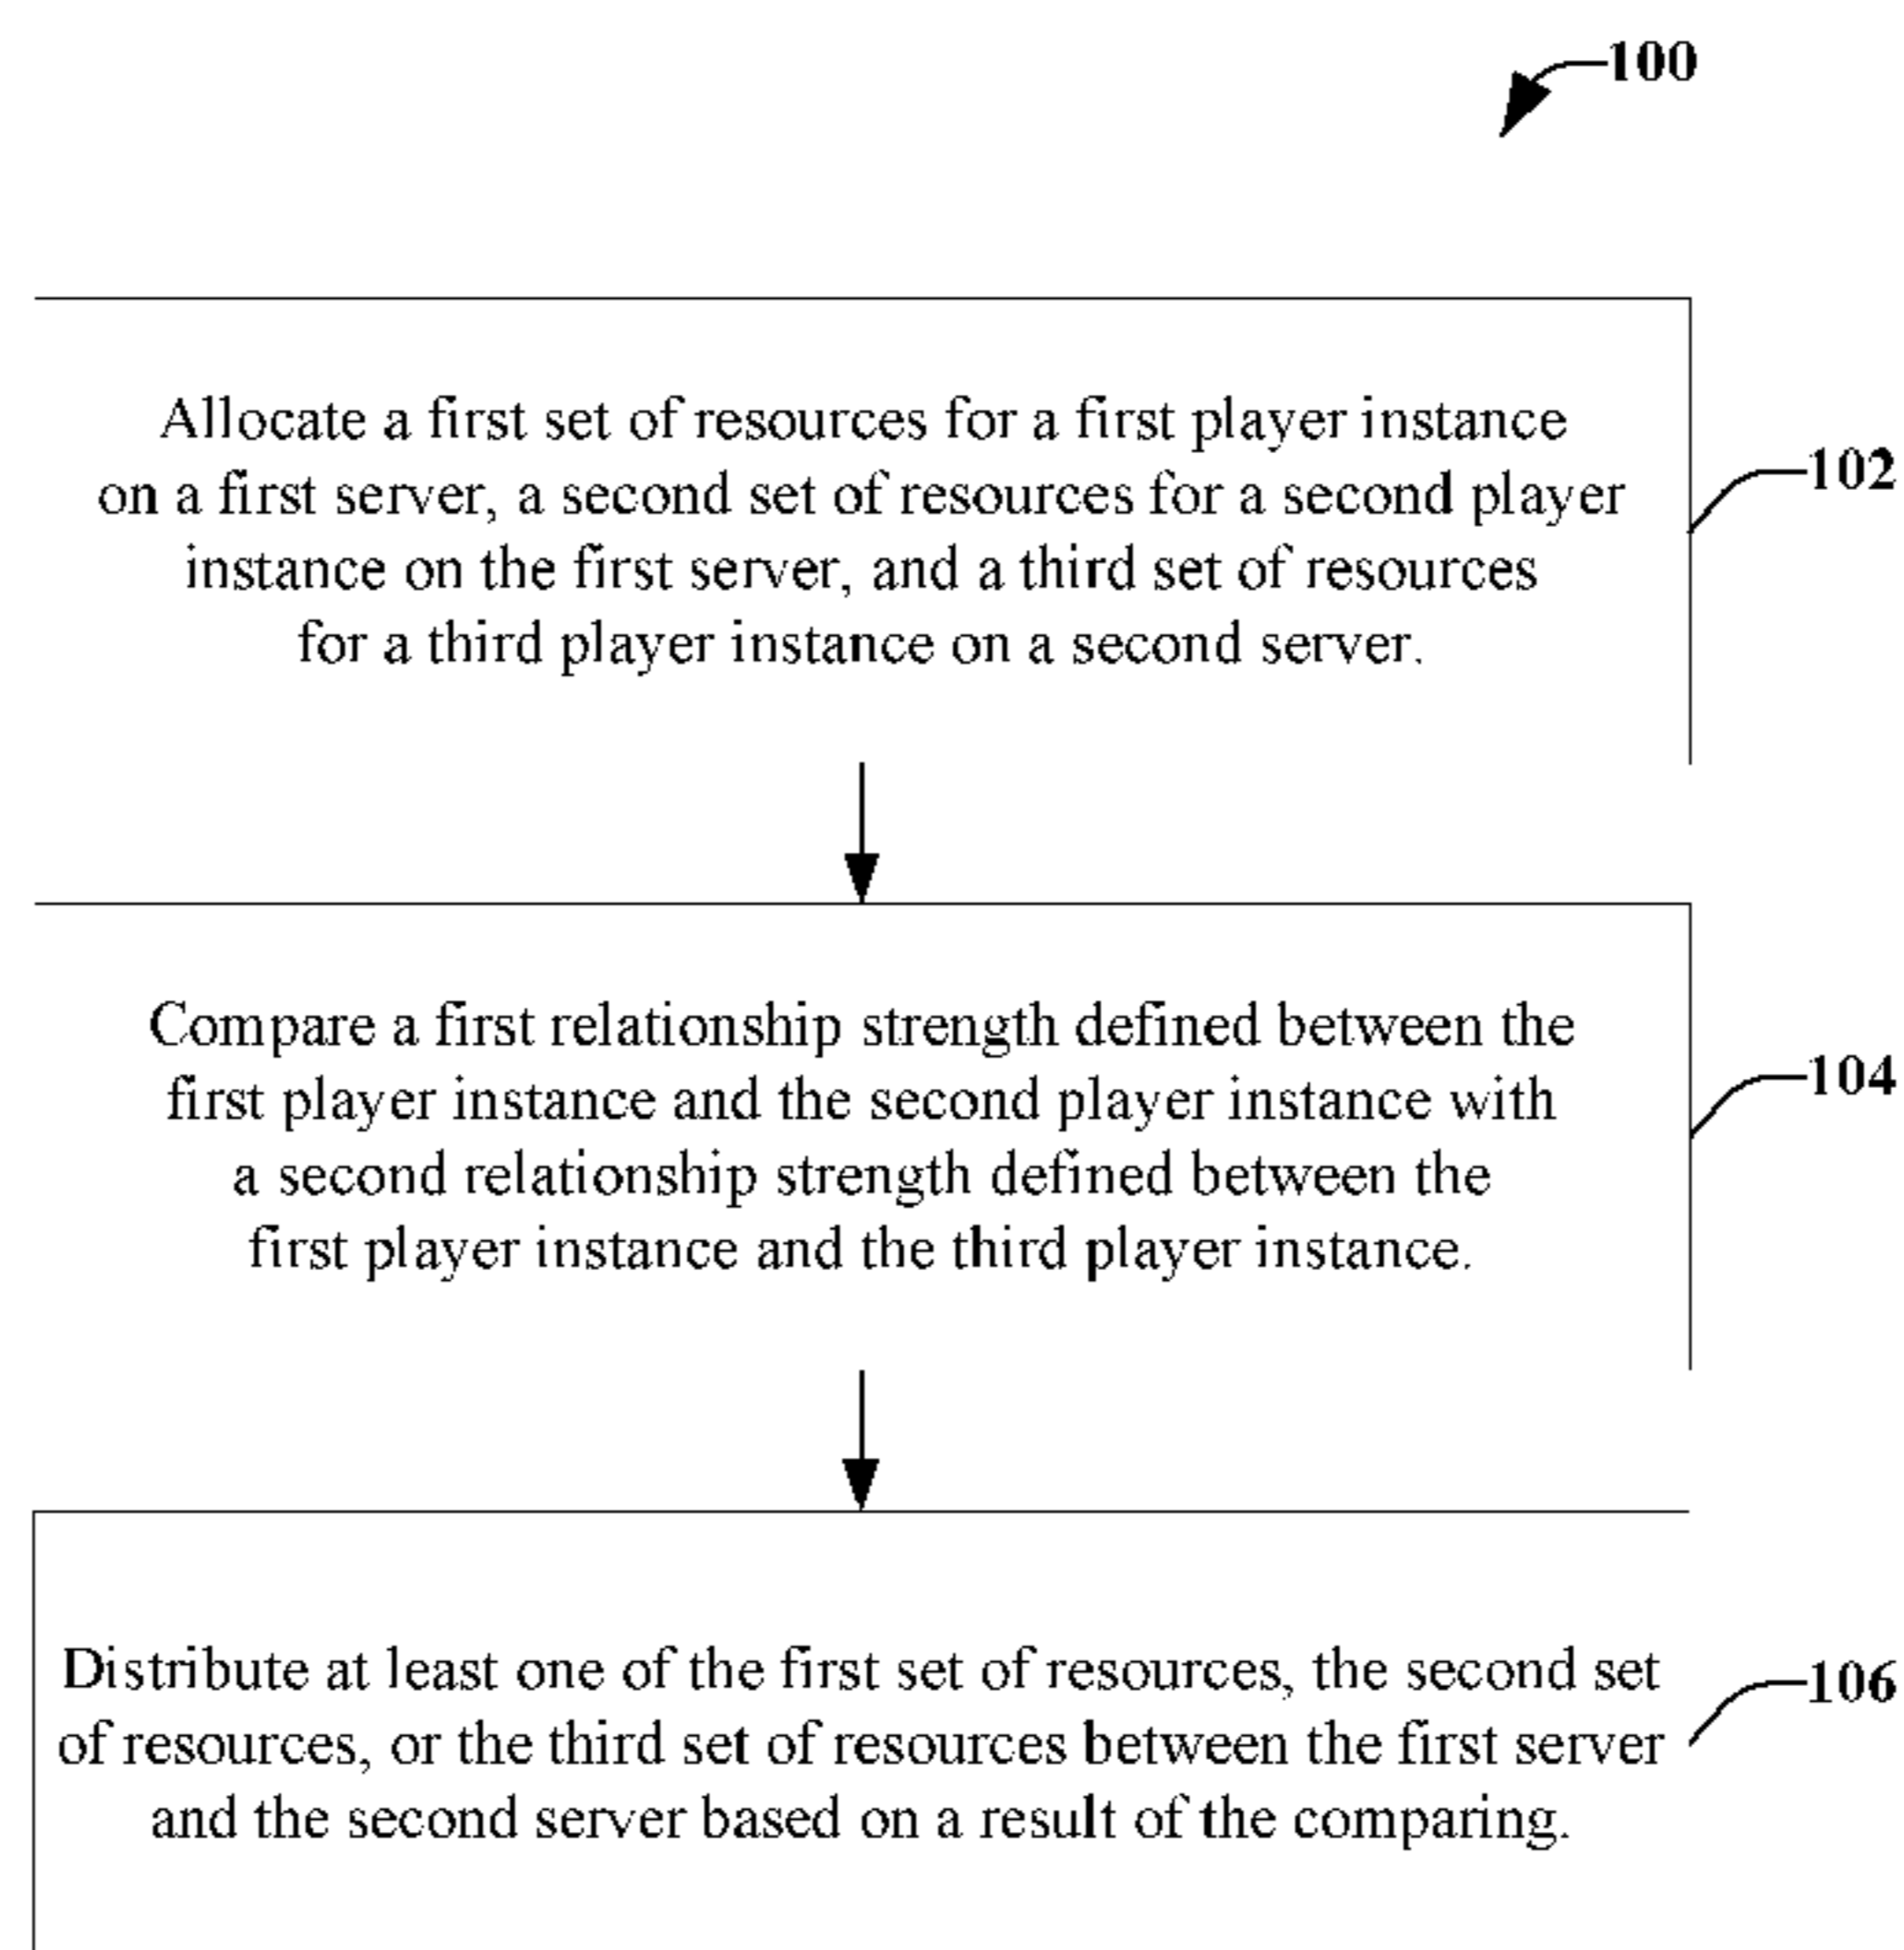 100
Allocate a first set of resources for a first player instance
on a first server, a second set of resources for a second player
instance on the first server, and a third set of resources
for a third player instance on a second server.
102
Compare a first relationship strength defined between the
first player instance and the second player instance with
a second relationship strength defined between the
first player instance and the third player instance.
104
Distribute at least one of the first set of resources, the second set
of resources, or the third set of resources between the first server
and the second server based on a result of the comparing.
106